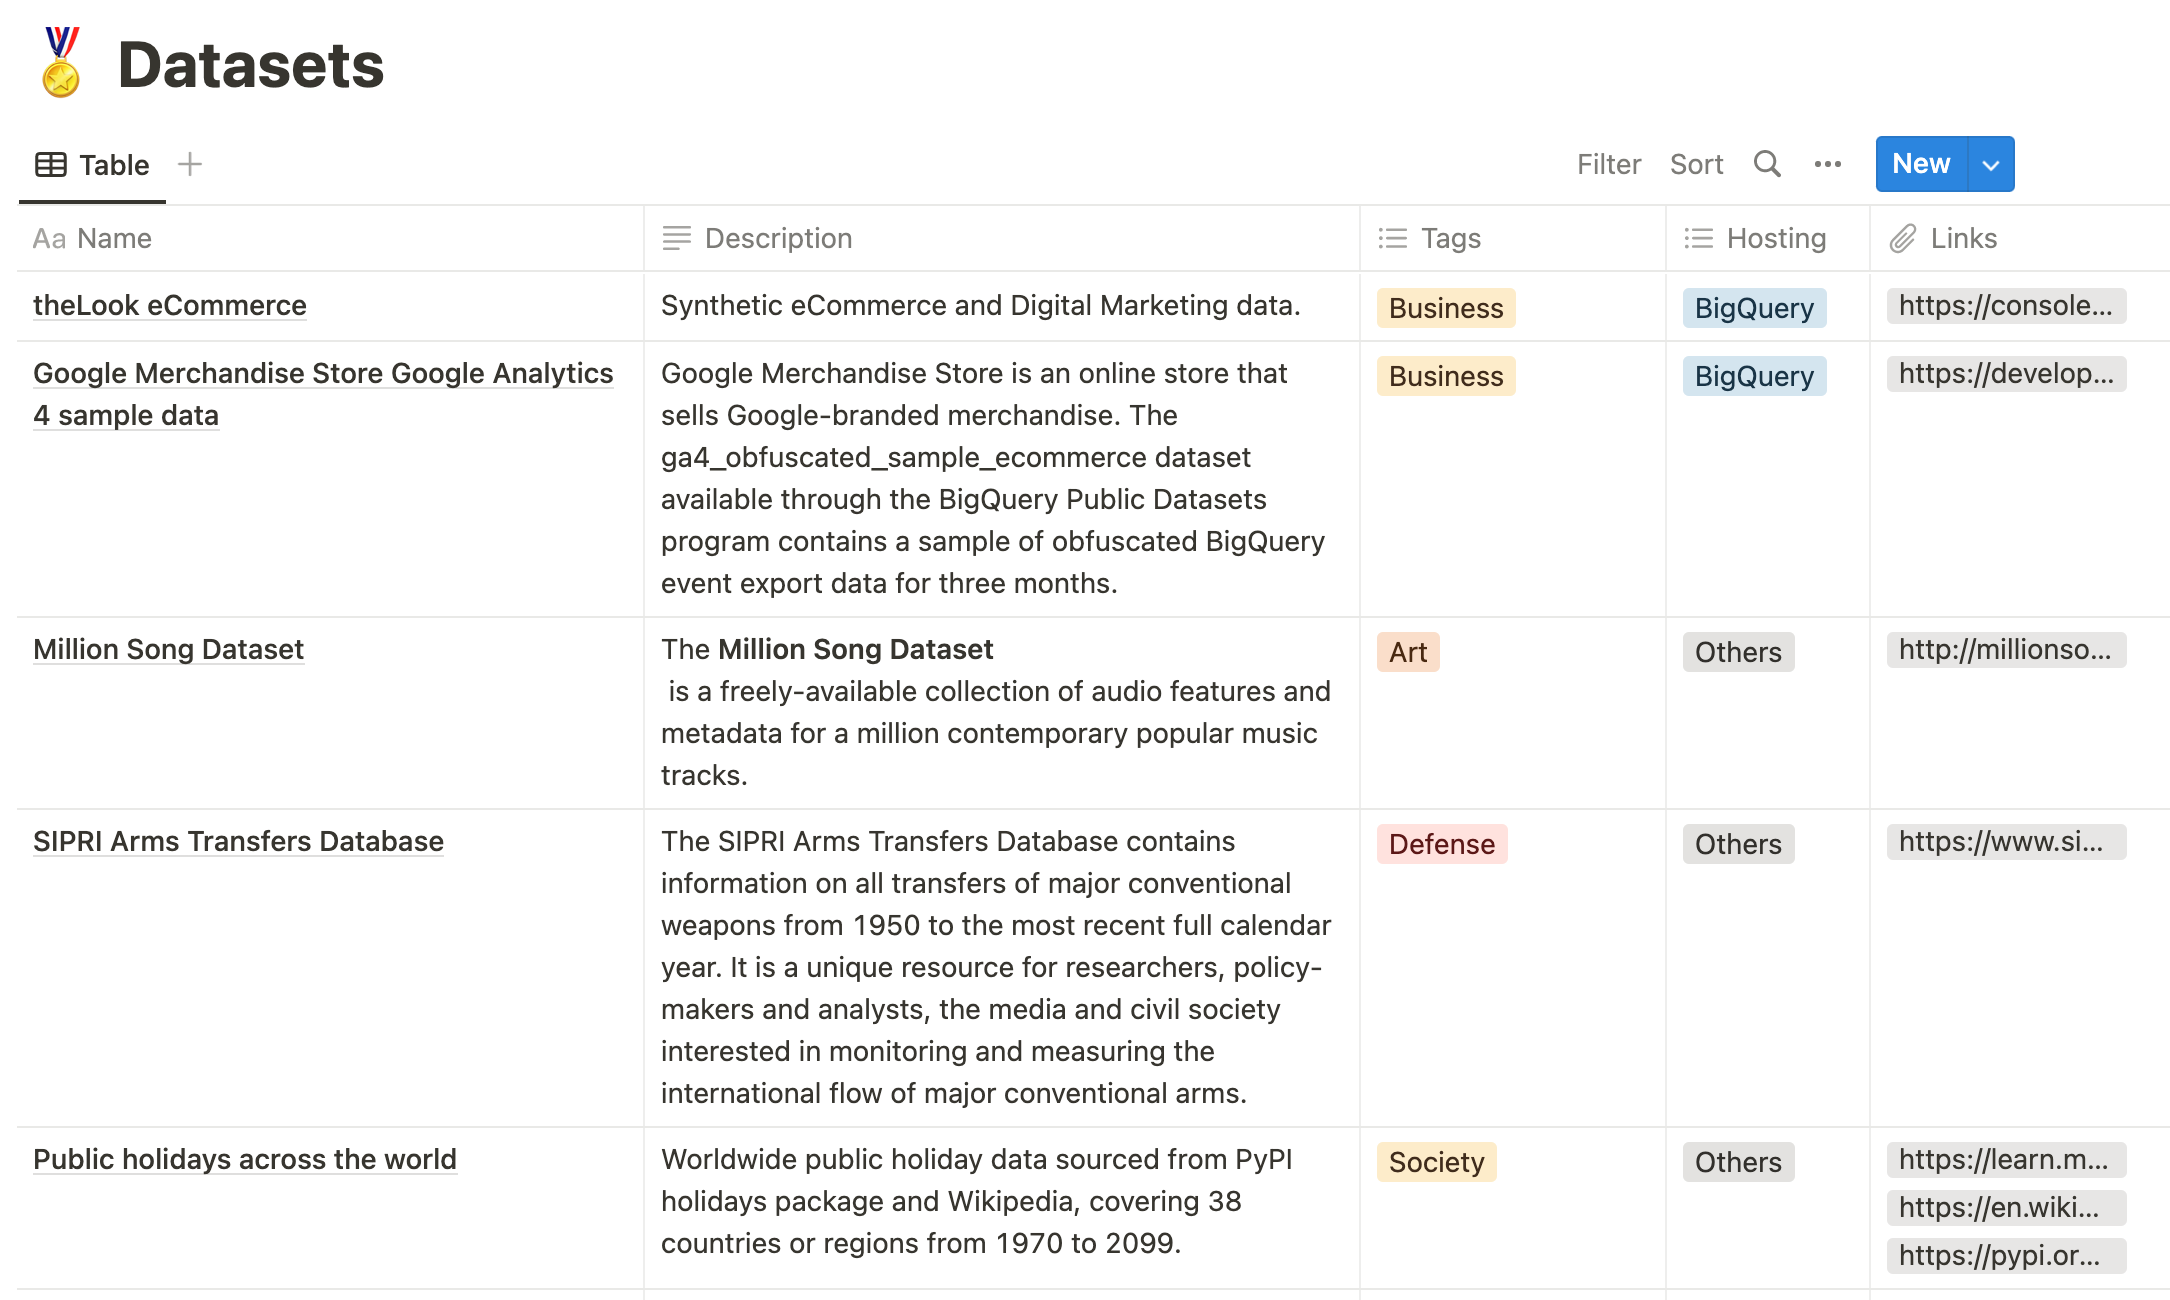 Datasets
Table
Filter Sort New
Aa Name Description Tags Hosting Links
theLook eCommerce
Synthetic eCommerce and Digital Marketing data.
Business
BigQuery
https://console...
Google Merchandise Store Google Analytics
4 sample data
Google Merchandise Store is an online store that
sells Google-branded merchandise. The
ga4_obfuscated_sample_ecommerce dataset
available through the BigQuery Public Datasets
program contains a sample of obfuscated BigQuery
event export data for three months.
Business
BigQuery
https://develop...
Million Song Dataset
The Million Song Dataset
is a freely-available collection of audio features and
metadata for a million contemporary popular music
tracks.
Art
Others
http://millionso...
SIPRI Arms Transfers Database
The SIPRI Arms Transfers Database contains
information on all transfers of major conventional
weapons from 1950 to the most recent full calendar
year. It is a unique resource for researchers, policy-
makers and analysts, the media and civil society
interested in monitoring and measuring the
international flow of major conventional arms.
Defense
Others
https://www.si...
Public holidays across the world
Worldwide public holiday data sourced from PyPI
holidays package and Wikipedia, covering 38
countries or regions from 1970 to 2099.
Society
Others
https://learn.m...
https://en.wiki...
https://pypi.or...